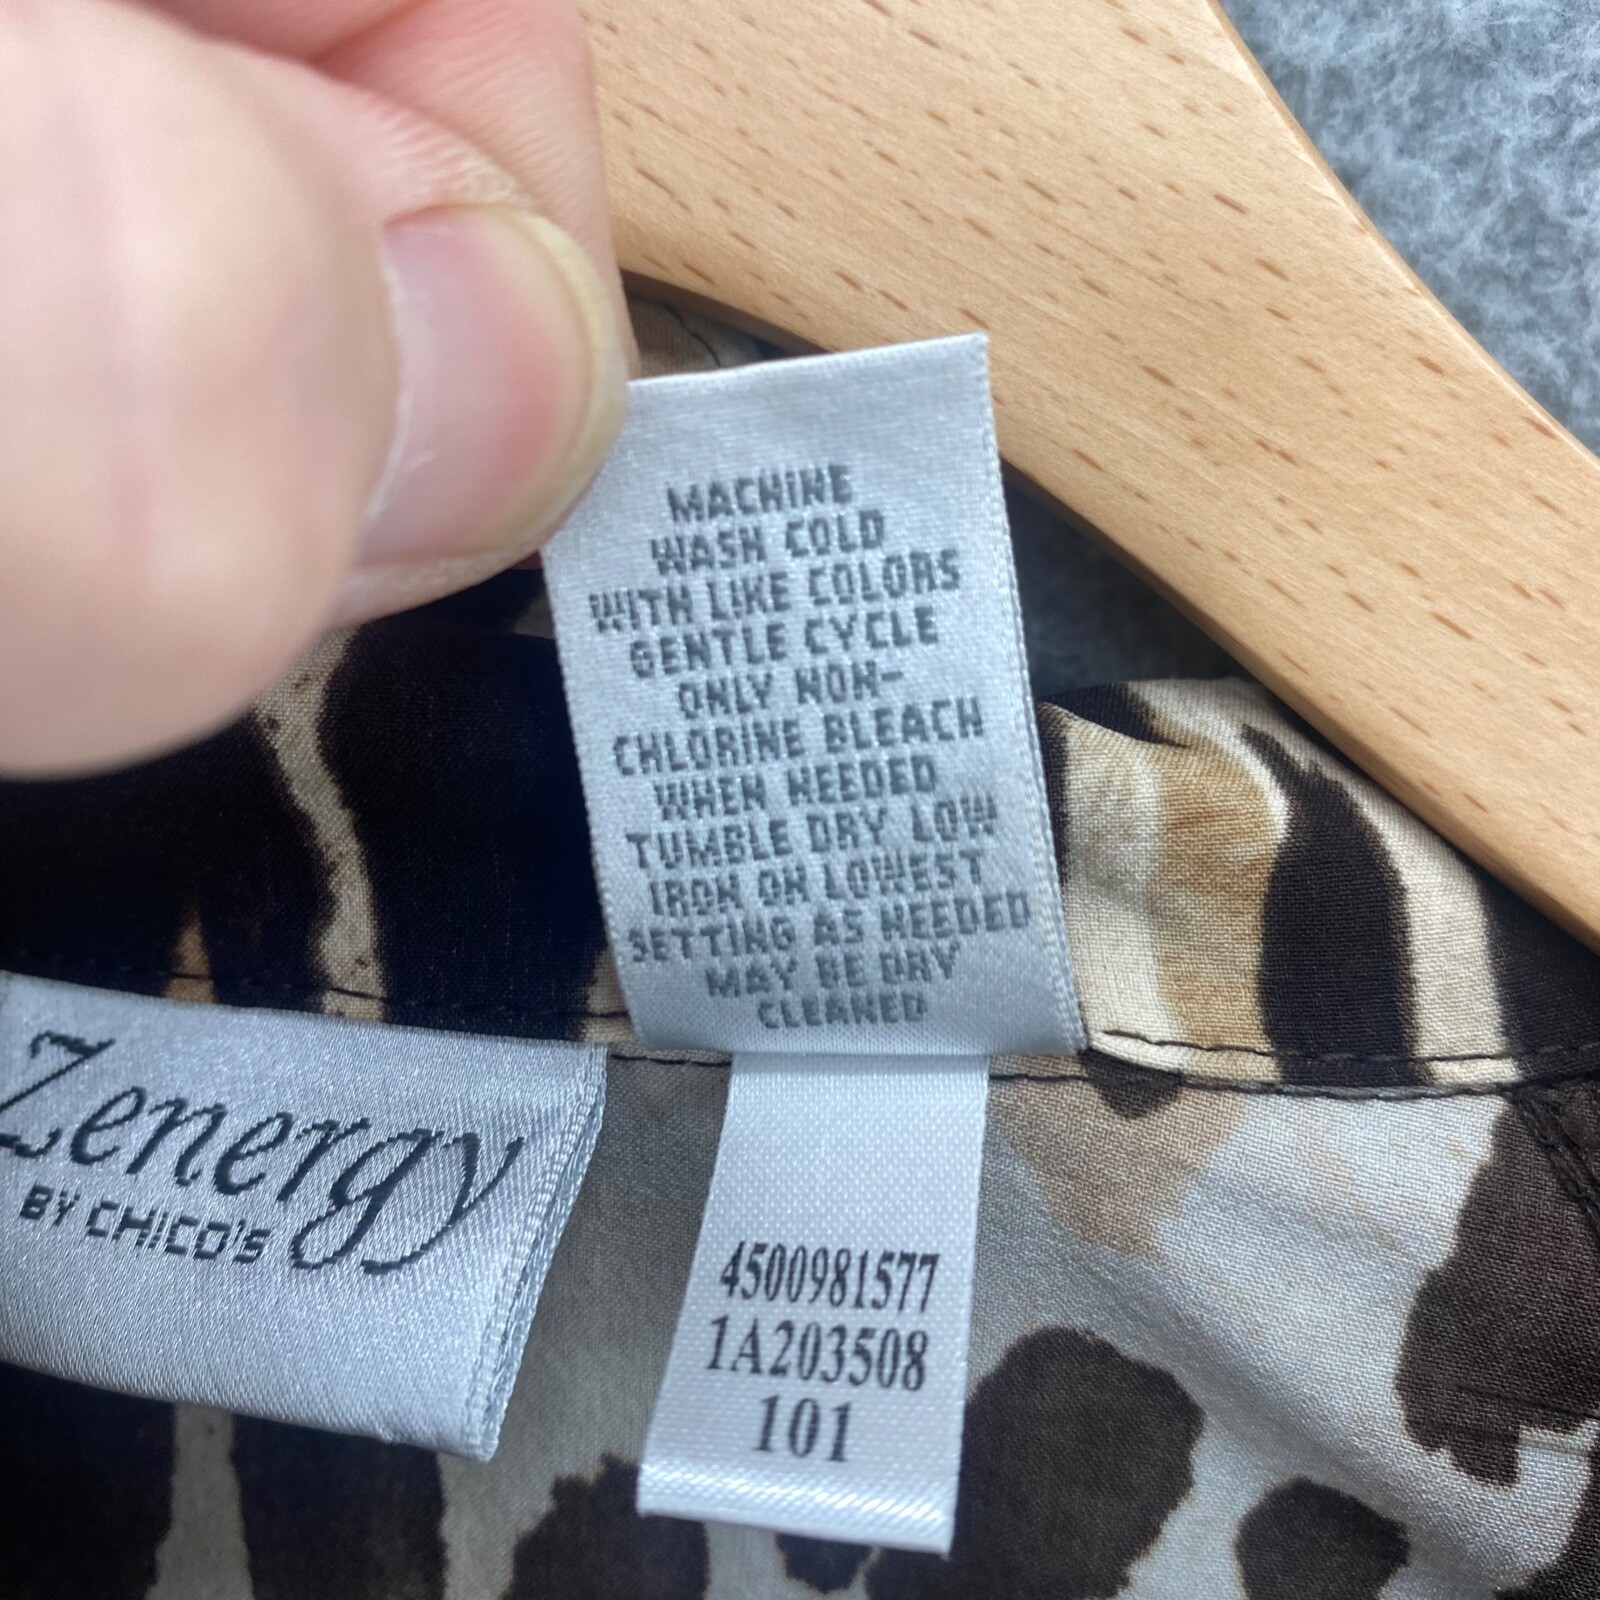 MACHINE
WASH COLD
WITH LIKE COLORS
GENTLE CYCLE
ONLY NON-
CHLORINE BLEACH
WHEN NEEDED
TUMBLE DRY LOW
IRON ON LOWEST
SETTING AS NEEDED
MAY BE DRY
CLEANED
Zenergy
BY CHICO'S
4500981577
1A203508
101